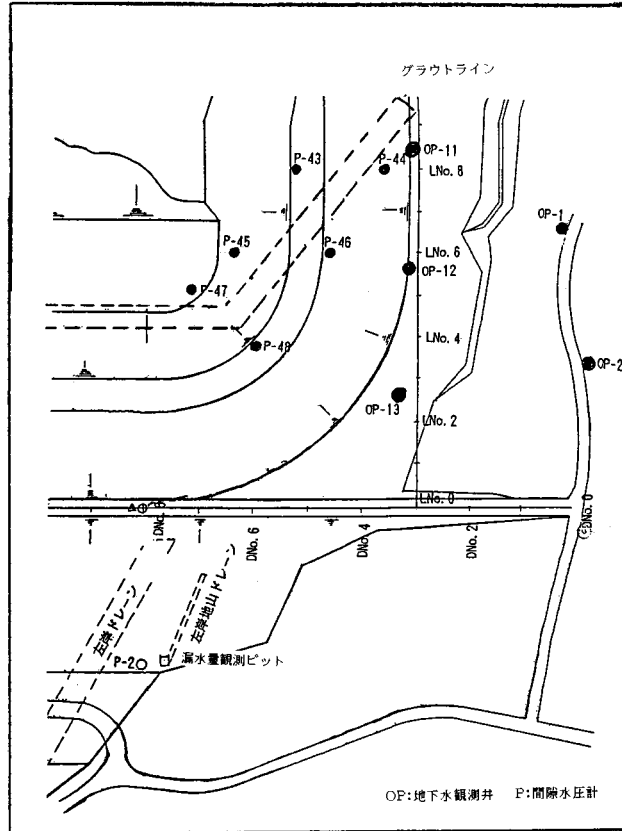 グラウトライン
P-43
P-44
OP-11
LNo. 8
OP-1
P-45
P-46
LNo. 6
OP-12
P-47
LNo. 4
P-48
OP-2
OP-13
LNo. 2
LNo. 0
DNo. 8
DNo. 6
DNo. 4
DNo. 2
DNo. 0
左岸ドレーン
左岸地山ドレーン
P-2
漏水量観測ピット
OP:地下水観測井 P:間隙水圧計